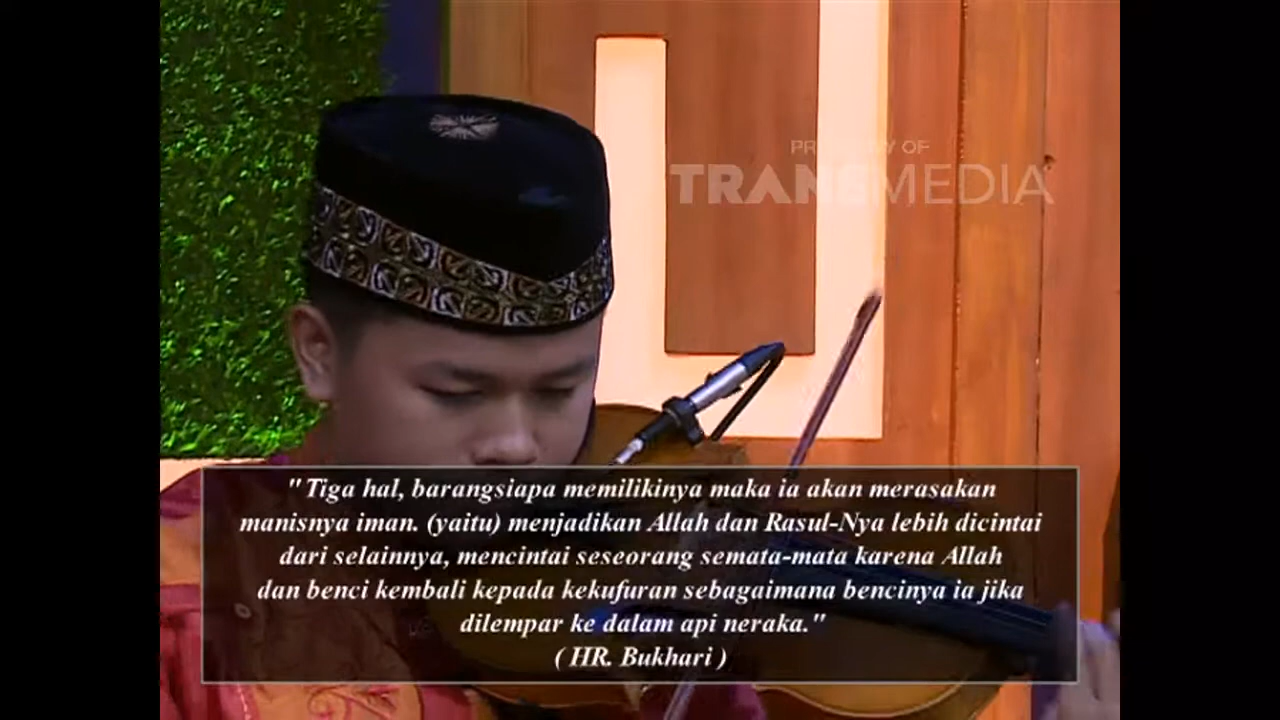 PROPERTY OF
TRANSMEDIA
"Tiga hal, barangsiapa memilikinya maka ia akan merasakan
manisnya iman. (yaitu) menjadikan Allah dan Rasul-Nya lebih dicintai
dari selainnya, mencintai seseorang semata-mata karena Allah
dan benci kembali kepada kekufuran sebagaimana bencinya ia jika
dilempar ke dalam api neraka."
( HR. Bukhari )